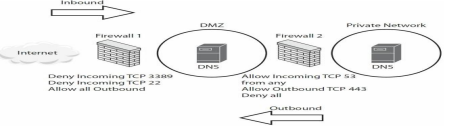 Inbound
DMZ
Private Network
Firewall 1
Firewall 2
Internet
DNS
DNS
Deny Incoming TCP 3389
Deny Incoming TCP 22
Allow all Outbound
Allow Incoming TCP 53
from any
Allow Outbound TCP 443
Deny all
Outbound